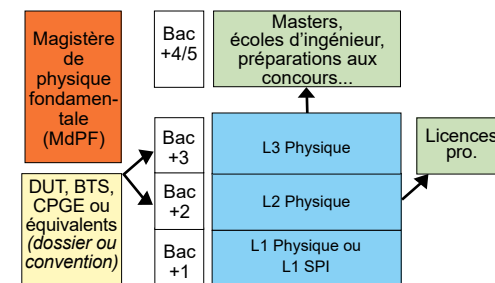 Magistère
de
physique
fondamen-
tale
(MdPF)
Bac
+4/5
Masters,
écoles d'ingénieur,
préparations aux
concours...
Bac
+3
L3 Physique
Licences
pro.
DUT, BTS,
CPGE ou
équivalents
(dossier ou
convention)
Bac
+2
L2 Physique
Bac
+1
L1 Physique ou
L1 SPI